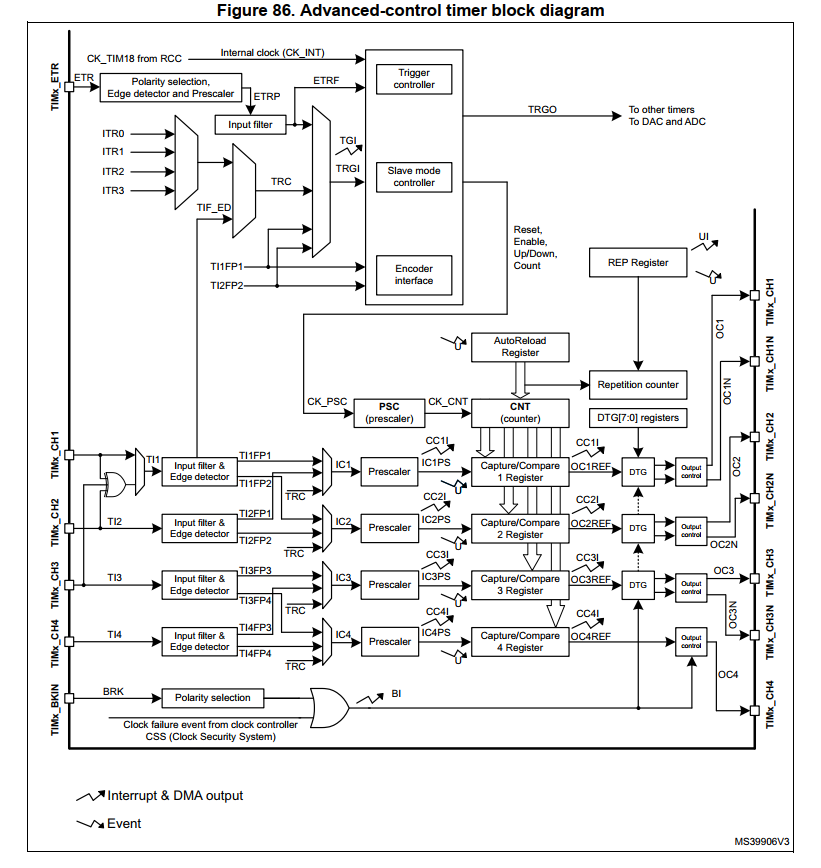 Figure 86. Advanced-control timer block diagram
CK_TIM18 from RCC
Internal clock (CK_INT)
TIMx_ETR
ETR
Polarity selection,
Edge detector and Prescaler
ETRP
ETRF
Input filter
Trigger
controller
TRGO
To other timers
To DAC and ADC
ITR0
ITR1
ITR2
ITR3
TRC
TGI
TRGI
Slave mode
controller
TIF_ED
Reset,
Enable,
Up/Down,
Count
TI1FP1
TI2FP2
Encoder
interface
REP Register
UI
U
U
AutoReload
Register
Repetition counter
CK_PSC
PSC
(prescaler)
CK_CNT
CNT
(counter)
DTG[7:0] registers
TIMx_CH1
TI1
Input filter &
Edge detector
TI1FP1
TI1FP2
TRC
IC1
Prescaler
CC1I
IC1PS
U
Capture/Compare
1 Register
CC1I
OC1REF
DTG
Output
control
OC1
TIMx_CH1
OC1N
TIMx_CH1N
TIMx_CH2
TI2
Input filter &
Edge detector
TI2FP1
TI2FP2
TRC
IC2
Prescaler
CC2I
IC2PS
U
Capture/Compare
2 Register
CC2I
OC2REF
DTG
Output
control
OC2
TIMx_CH2
OC2N
TIMx_CH2N
TIMx_CH3
TI3
Input filter &
Edge detector
TI3FP3
TI3FP4
TRC
IC3
Prescaler
CC3I
IC3PS
U
Capture/Compare
3 Register
CC3I
OC3REF
DTG
Output
control
OC3
TIMx_CH3
OC3N
TIMx_CH3N
TIMx_CH4
TI4
Input filter &
Edge detector
TI4FP3
TI4FP4
TRC
IC4
Prescaler
CC4I
IC4PS
U
Capture/Compare
4 Register
CC4I
OC4REF
Output
control
OC4
TIMx_CH4
TIMx_BKIN
BRK
Polarity selection
BI
Clock failure event from clock controller
CSS (Clock Security System)
Interrupt & DMA output
Event
MS39906V3